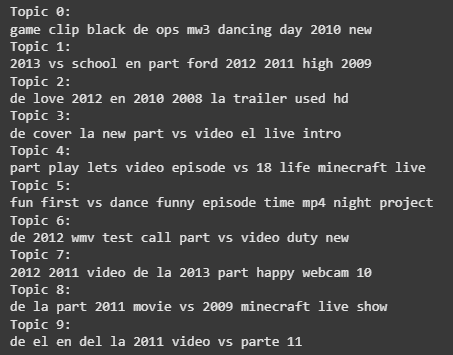 Topic 0:
game clip black de ops mw3 dancing day 2010 new
Topic 1:
2013 vs school en part ford 2012 2011 high 2009
Topic 2:
de love 2012 en 2010 2008 la trailer used hd
Topic 3:
de cover la new part vs video el live intro
Topic 4:
part play lets video episode vs 18 life minecraft live
Topic 5:
fun first vs dance funny episode time mp4 night project
Topic 6:
de 2012 wmv test call part vs video duty new
Topic 7:
2012 2011 video de la 2013 part happy webcam 10
Topic 8:
de la part 2011 movie vs 2009 minecraft live show
Topic 9:
de el en del la 2011 video vs parte 11